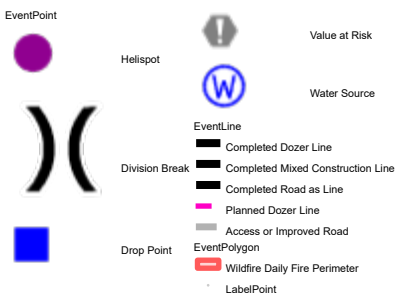 EventPoint
Helispot
Division Break
Drop Point
Value at Risk
W
Water Source
EventLine
Completed Dozer Line
Completed Mixed Construction Line
Completed Road as Line
Planned Dozer Line
Access or Improved Road
EventPolygon
Wildfire Daily Fire Perimeter
LabelPoint